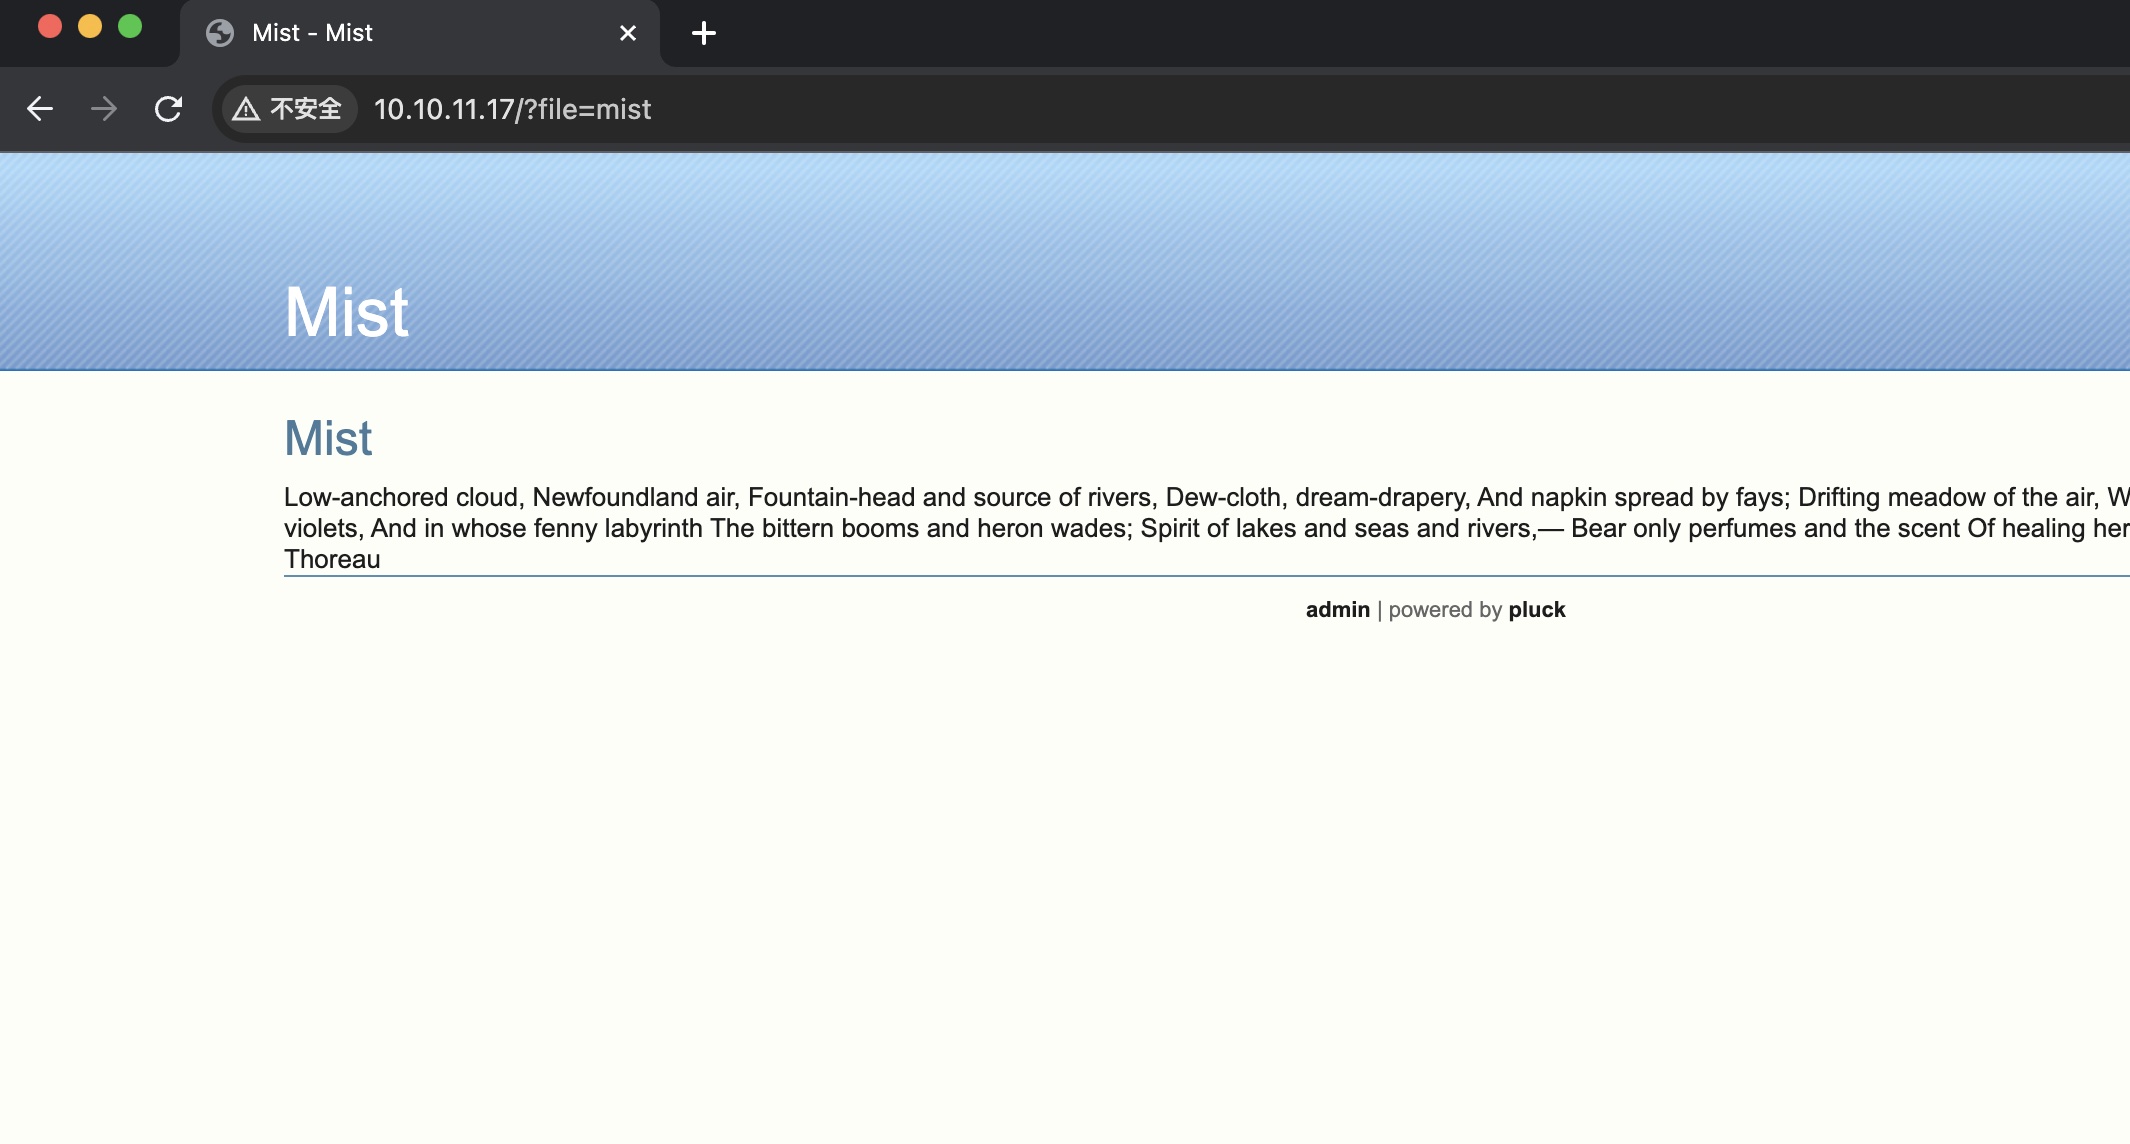 Mist - Mist
不安全 10.10.11.17/?file=mist
Mist
Mist
Low-anchored cloud, Newfoundland air, Fountain-head and source of rivers, Dew-cloth, dream-drapery, And napkin spread by fays; Drifting meadow of the air,
violets, And in whose fenny labyrinth The bittern booms and heron wades; Spirit of lakes and seas and rivers,— Bear only perfumes and the scent Of healing
Thoreau
admin | powered by pluck